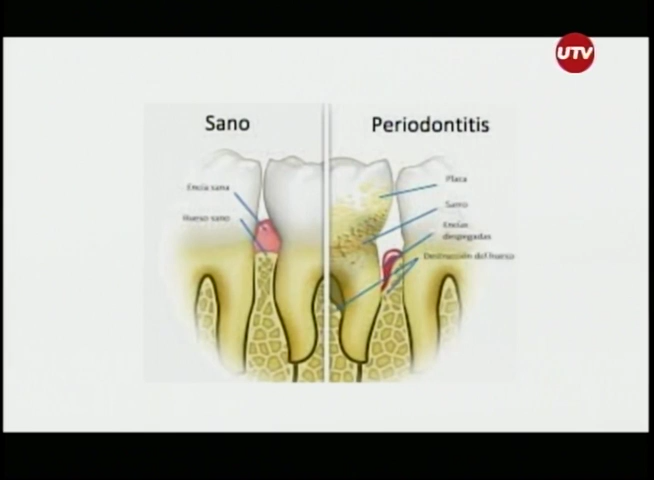 UTV
Sano
Periodontitis
Encía sana
Hueso sano
Placa
Sarro
Encías
despegadas
Destrucción del hueso